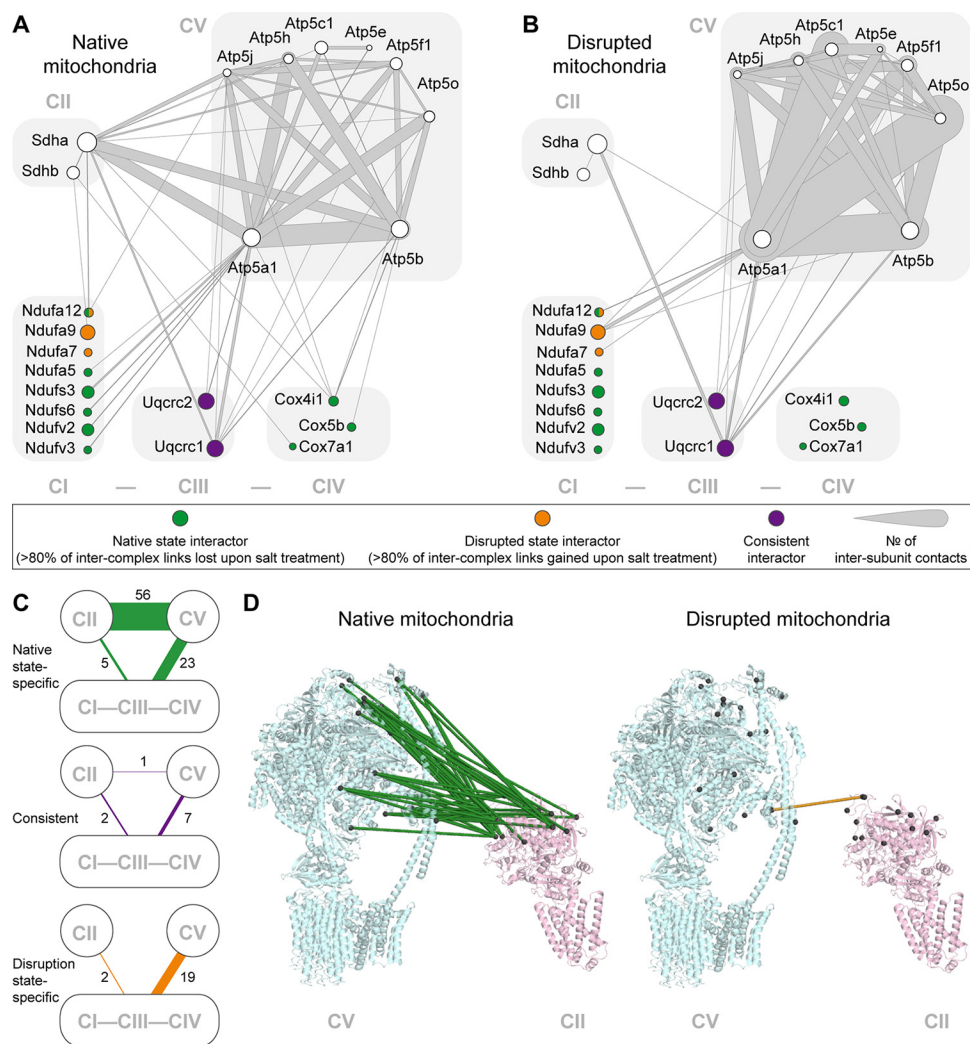 A
Native
mitochondria
CV
Atp5c1
Atp5h
Atp5e
Atp5j
Atp5f1
Atp5o
CII
Sdha
Sdhb
Atp5a1
Atp5b
Ndufa12
Ndufa9
Ndufa7
Ndufa5
Ndufs3
Ndufs6
Ndufv2
Ndufv3
Uqcrc2
Uqcrc1
Cox4i1
Cox5b
Cox7a1
CI — CIII — CIV
B
Disrupted
mitochondria
CV
Atp5c1
Atp5h
Atp5e
Atp5j
Atp5f1
Atp5o
CII
Sdha
Sdhb
Atp5a1
Atp5b
Ndufa12
Ndufa9
Ndufa7
Ndufa5
Ndufs3
Ndufs6
Ndufv2
Ndufv3
Uqcrc2
Uqcrc1
Cox4i1
Cox5b
Cox7a1
CI — CIII — CIV
Native state interactor
(>80% of inter-complex links lost upon salt treatment)
Disrupted state interactor
(>80% of inter-complex links gained upon salt treatment)
Consistent
interactor
№ of
inter-subunit contacts
C
56
CII CV
Native
state-
specific
5 23
CI—CIII—CIV
1
CII CV
Consistent
2 7
CI—CIII—CIV
CII CV
Disruption
state-
specific
2 19
CI—CIII—CIV
D
Native mitochondria
CV CII
Disrupted mitochondria
CV CII